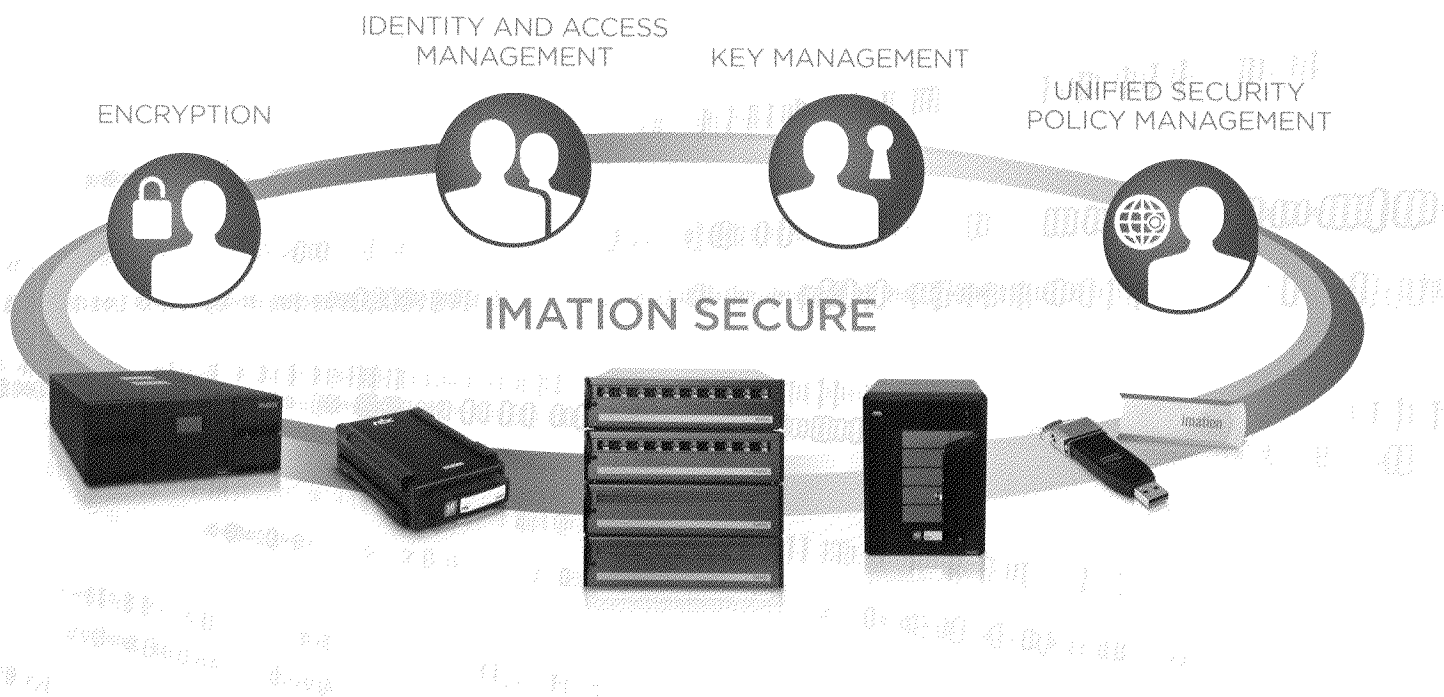 IDENTITY AND ACCESS
MANAGEMENT
KEY MANAGEMENT
UNIFIED SECURITY
POLICY MANAGEMENT
ENCRYPTION
IMATION SECURE
imation